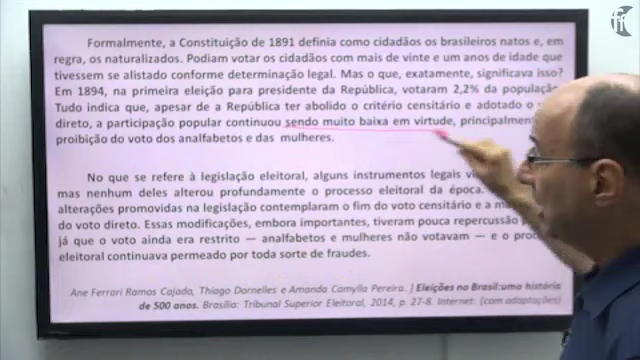 Formalmente, a Constituição de 1891 definia como cidadãos os brasileiros natos e, em
regra, os naturalizados. Podiam votar os cidadãos com mais de vinte e um anos de idade que
tivessem se alistado conforme determinação legal. Mas o que, exatamente, significava isso?
Em 1894, na primeira eleição para presidente da República, votaram 2,2% da população.
Tudo indica que, apesar de a República ter abolido o critério censitário e adotado o
direto, a participação popular continuou sendo muito baixa em virtude,
proibição do voto dos analfabetos e das mulheres.
No que se refere à legislação eleitoral, alguns instrumentos legais
mas nenhum deles alterou profundamente o processo eleitoral da época.
alterações promovidas na legislação contemplaram o fim do voto censitário e a
do voto direto. Essas modificações, embora importantes, tiveram pouca repercussão
já que o voto ainda era restrito — analfabetos e mulheres não votavam — e o
eleitoral continuava permeado por toda sorte de fraudes.
Ane Ferrari Ramos Cajado, Thiago Dornelles e Amanda Camylla Pereira. Eleições no Brasil:uma história
de 500 anos. Brasília: Tribunal Superior Eleitoral, 2014, p. 27-8. Internet: (com adaptações)